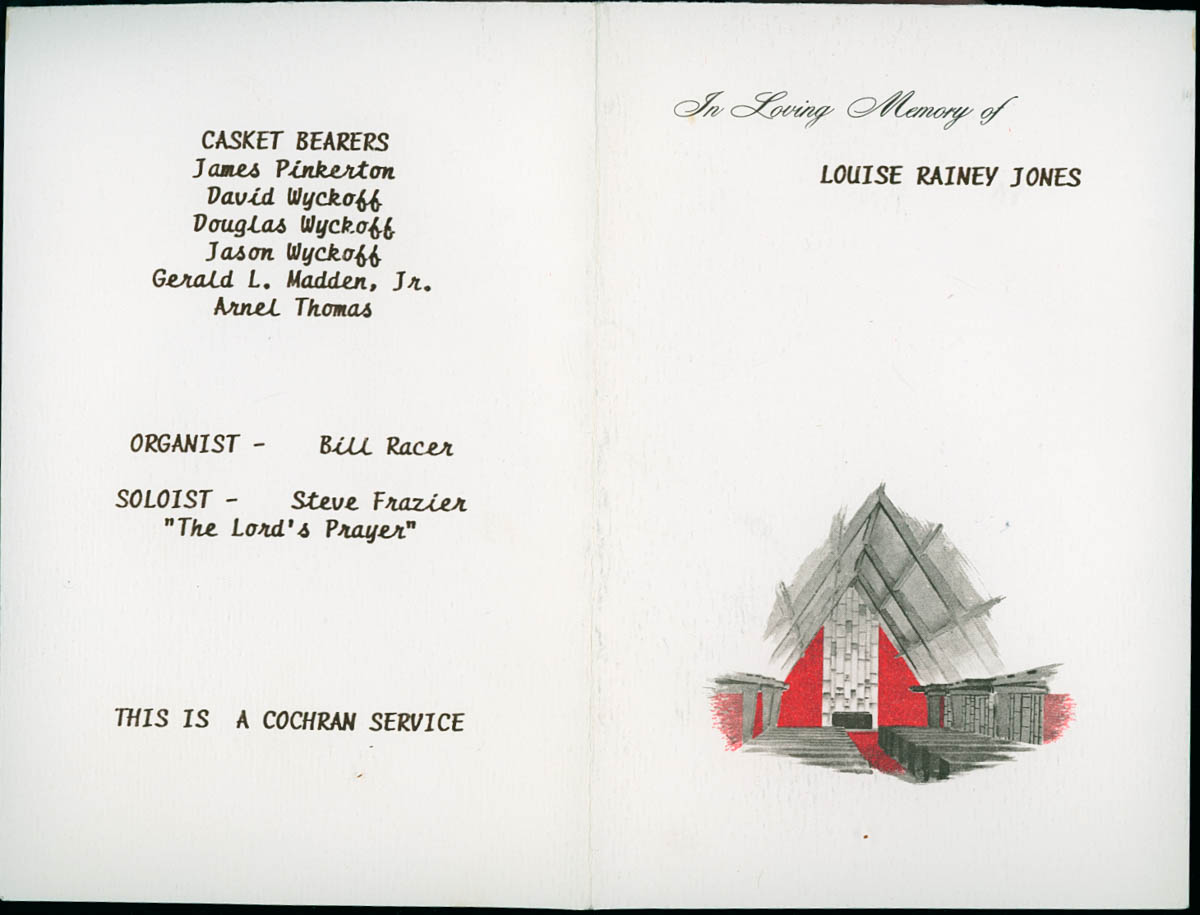 CASKET BEARERS
James Pinkerton
David Wyckoff
Douglas Wyckoff
Jason Wyckoff
Gerald L. Madden, Jr.
Arnel Thomas
ORGANIST - Bill Racer
SOLOIST - Steve Frazier
"The Lord's Prayer"
THIS IS A COCHRAN SERVICE
In Loving Memory of
LOUISE RAINEY JONES